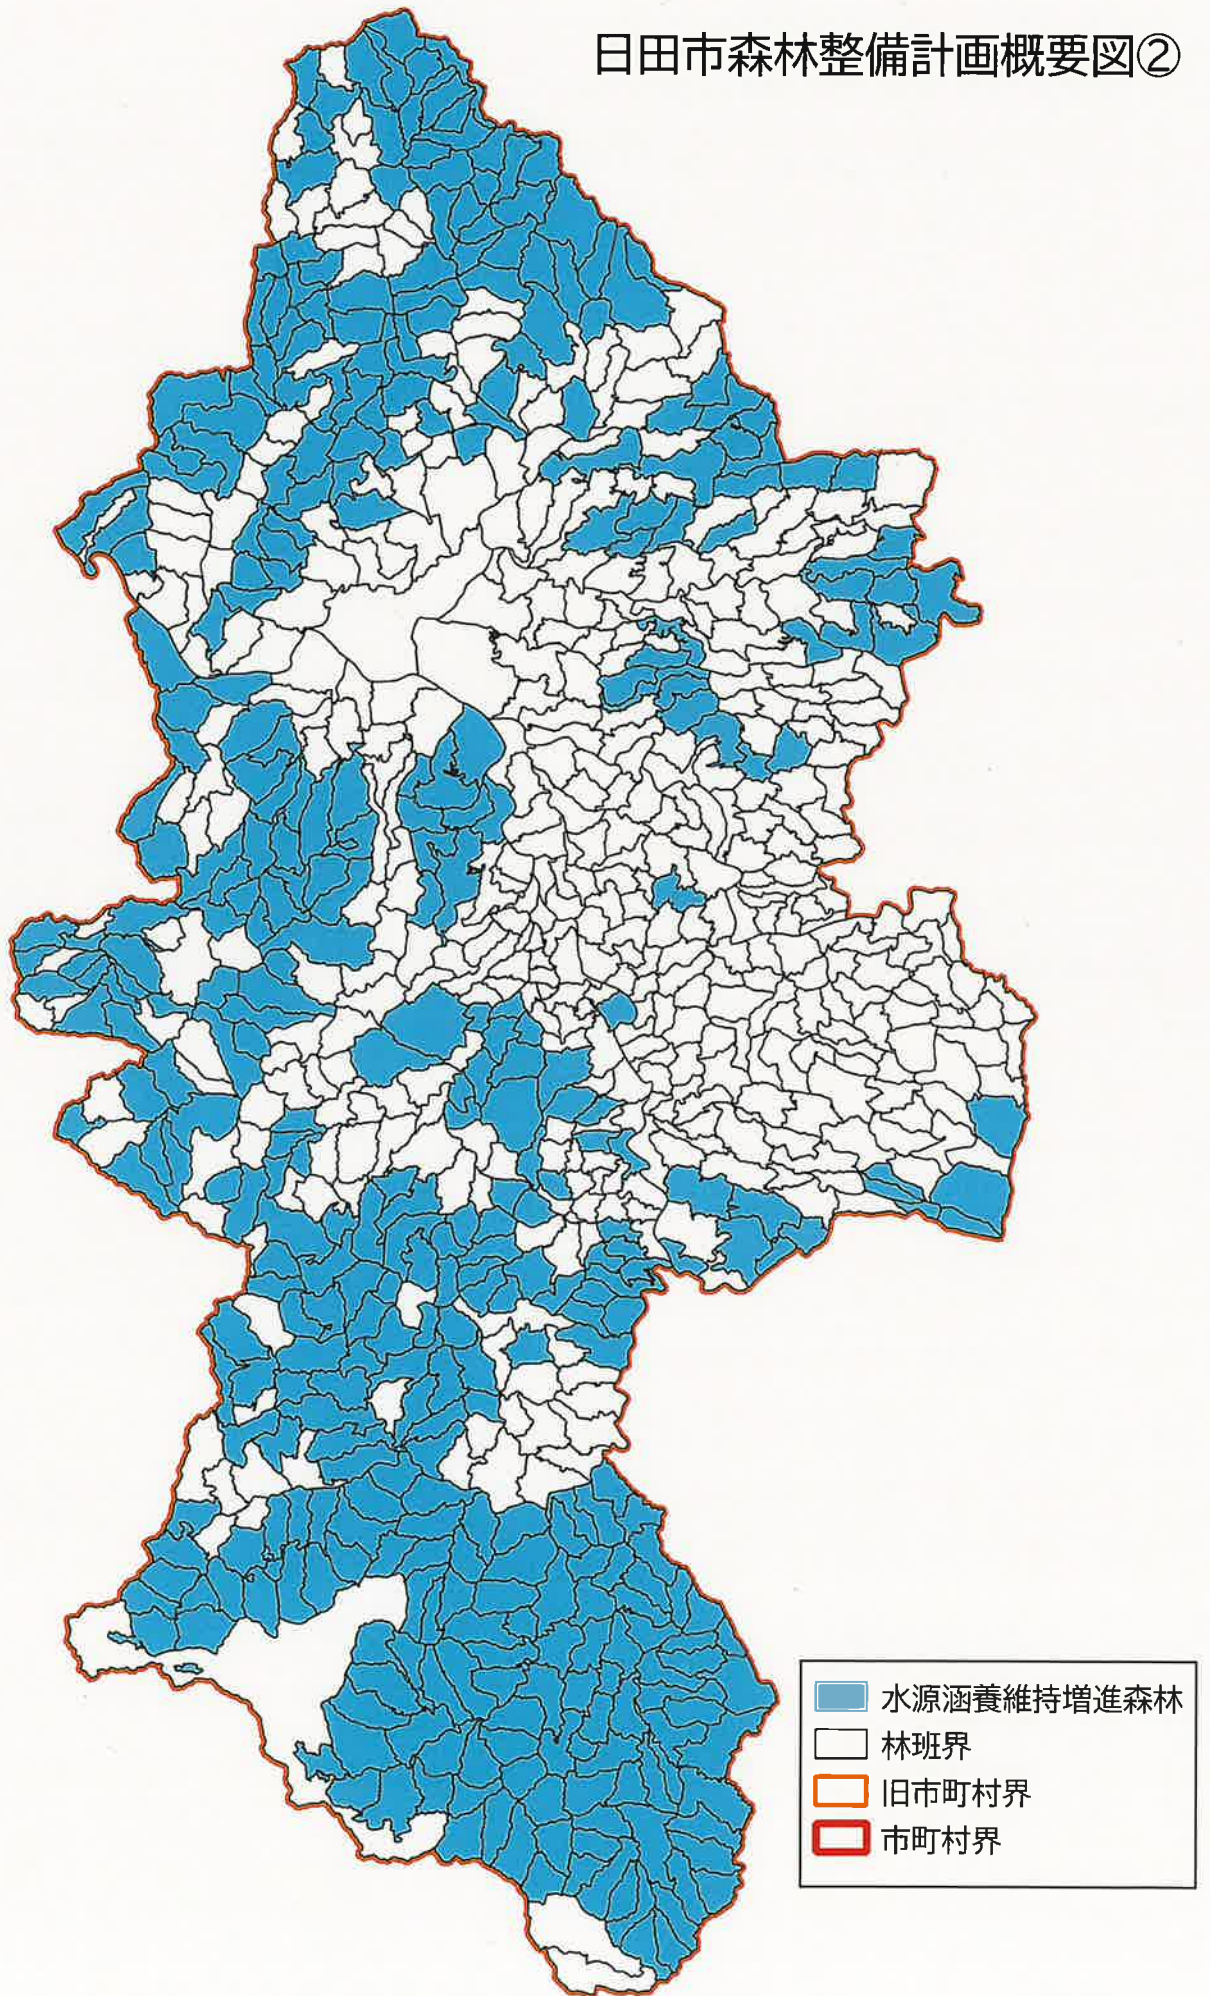 日田市森林整備計画概要図②
水源涵養維持増進森林
林班界
旧市町村界
市町村界